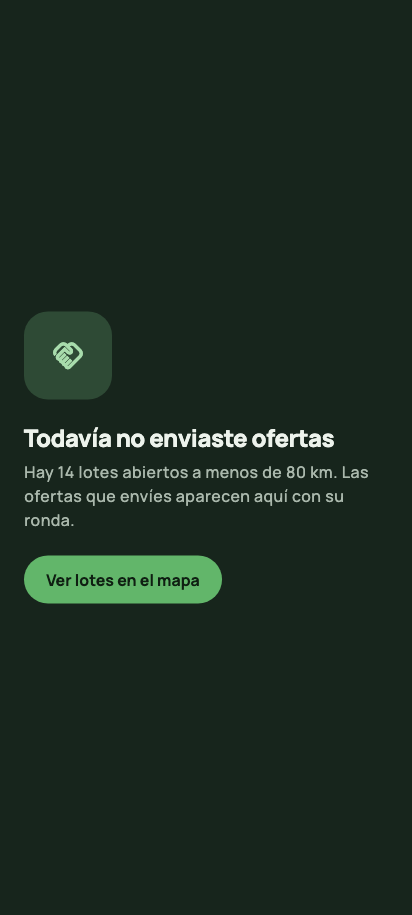 Todavía no enviaste ofertas
Hay 14 lotes abiertos a menos de 80 km. Las
ofertas que envíes aparecen aquí con su
ronda.
Ver lotes en el mapa